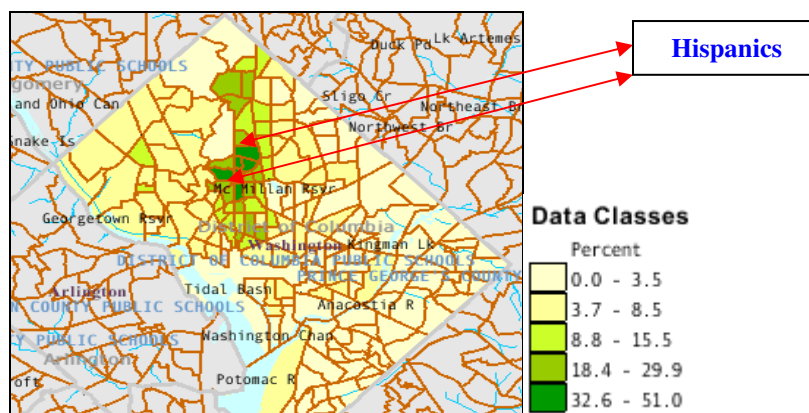 Duck Pd
Lk Artemes
Hispanics
TY PUBLIC SCHOOLS
gomery
and Ohio Can
Sligo Cr
Northeast Br
Northwest Br
nake Is
Mc Millan Rsvr
Georgetown Rsvr
District of Columbia
Washington
Kingman Lk
DISTRICT OF COLUMBIA PUBLIC SCHOOLS
PRINCE GEORGE'S COUNTY
Tidal Bash
Arlington
N COUNTY PUBLIC SCHOOLS
Anacostia R
Washington Chan
Y PUBLIC SCHOOLS
Arlington
oft
Potomac R
Data Classes
Percent
0.0 - 3.5
3.7 - 8.5
8.8 - 15.5
18.4 - 29.9
32.6 - 51.0